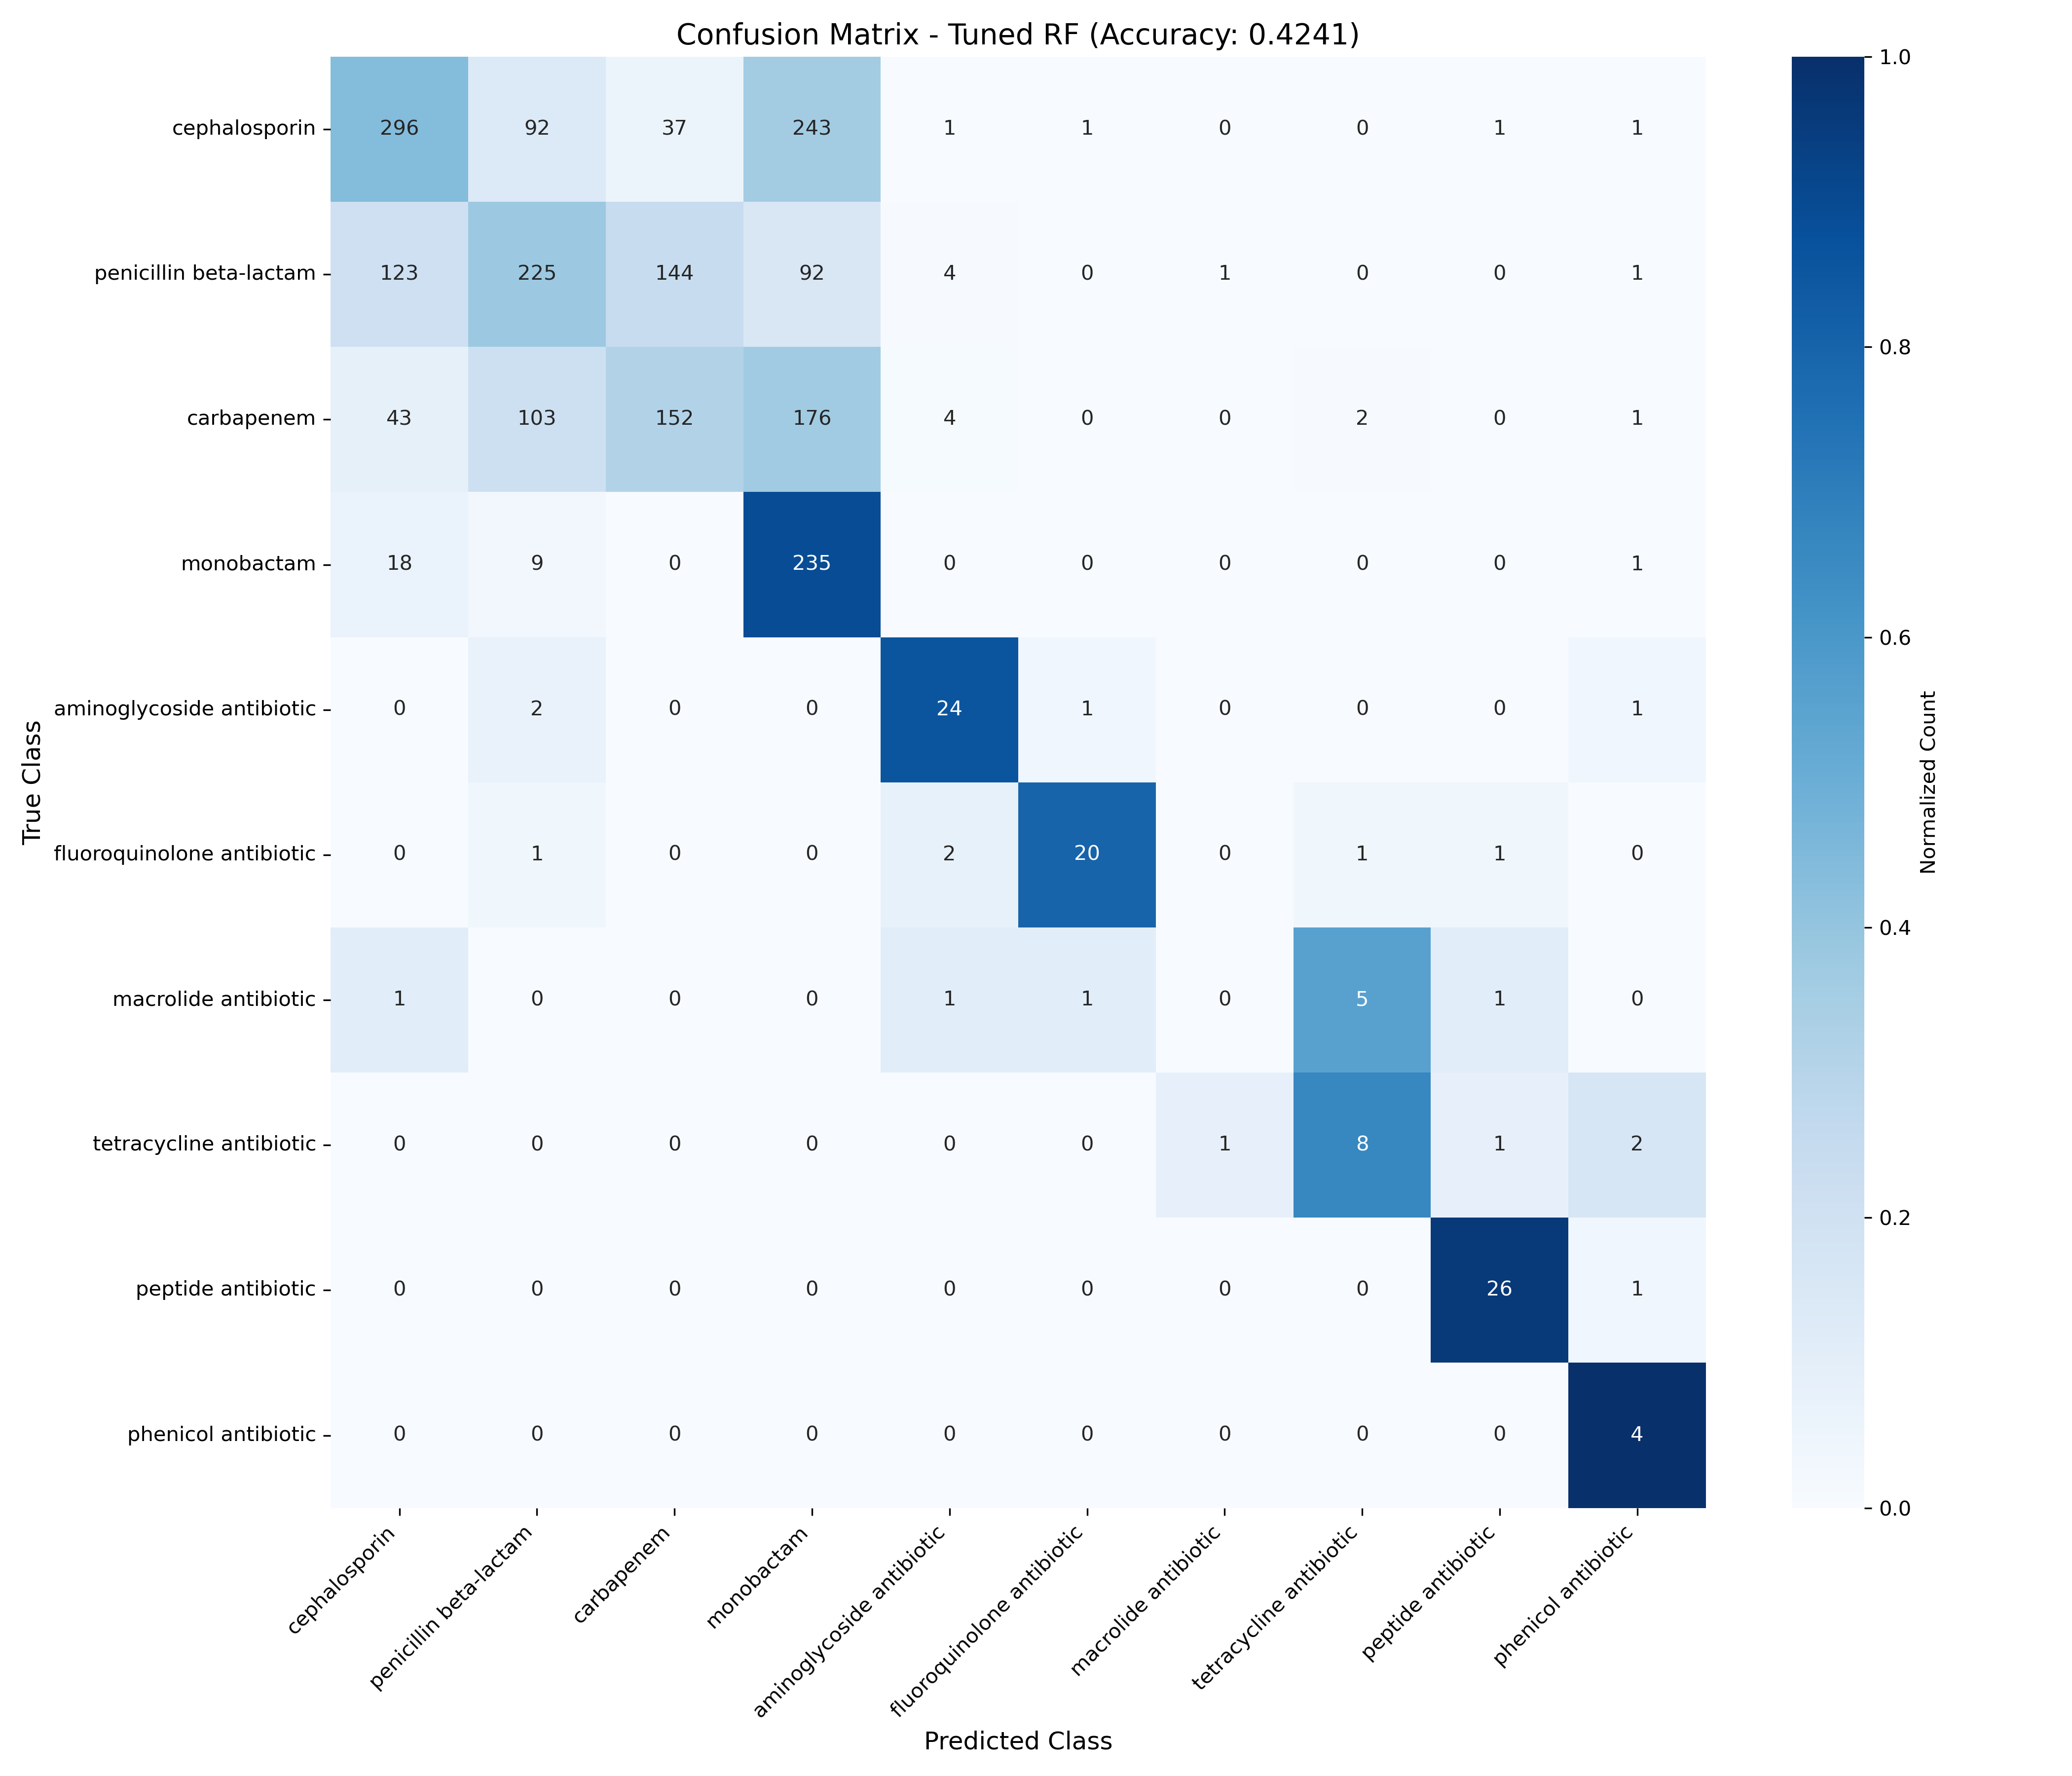 Confusion Matrix - Tuned RF (Accuracy: 0.4241)
True Class
cephalosporin 296 92 37 243 1 1 0 0 1 1
penicillin beta-lactam 123 225 144 92 4 0 1 0 0 1
carbapenem 43 103 152 176 4 0 0 2 0 1
monobactam 18 9 0 235 0 0 0 0 0 1
aminoglycoside antibiotic 0 2 0 0 24 1 0 0 0 1
fluoroquinolone antibiotic 0 1 0 0 2 20 0 1 1 0
macrolide antibiotic 1 0 0 0 1 1 0 5 1 0
tetracycline antibiotic 0 0 0 0 0 0 1 8 1 2
peptide antibiotic 0 0 0 0 0 0 0 0 26 1
phenicol antibiotic 0 0 0 0 0 0 0 0 0 4
cephalosporin
penicillin beta-lactam
carbapenem
monobactam
aminoglycoside antibiotic
fluoroquinolone antibiotic
macrolide antibiotic
tetracycline antibiotic
peptide antibiotic
phenicol antibiotic
Predicted Class
1.0
0.8
0.6
0.4
0.2
0.0
Normalized Count